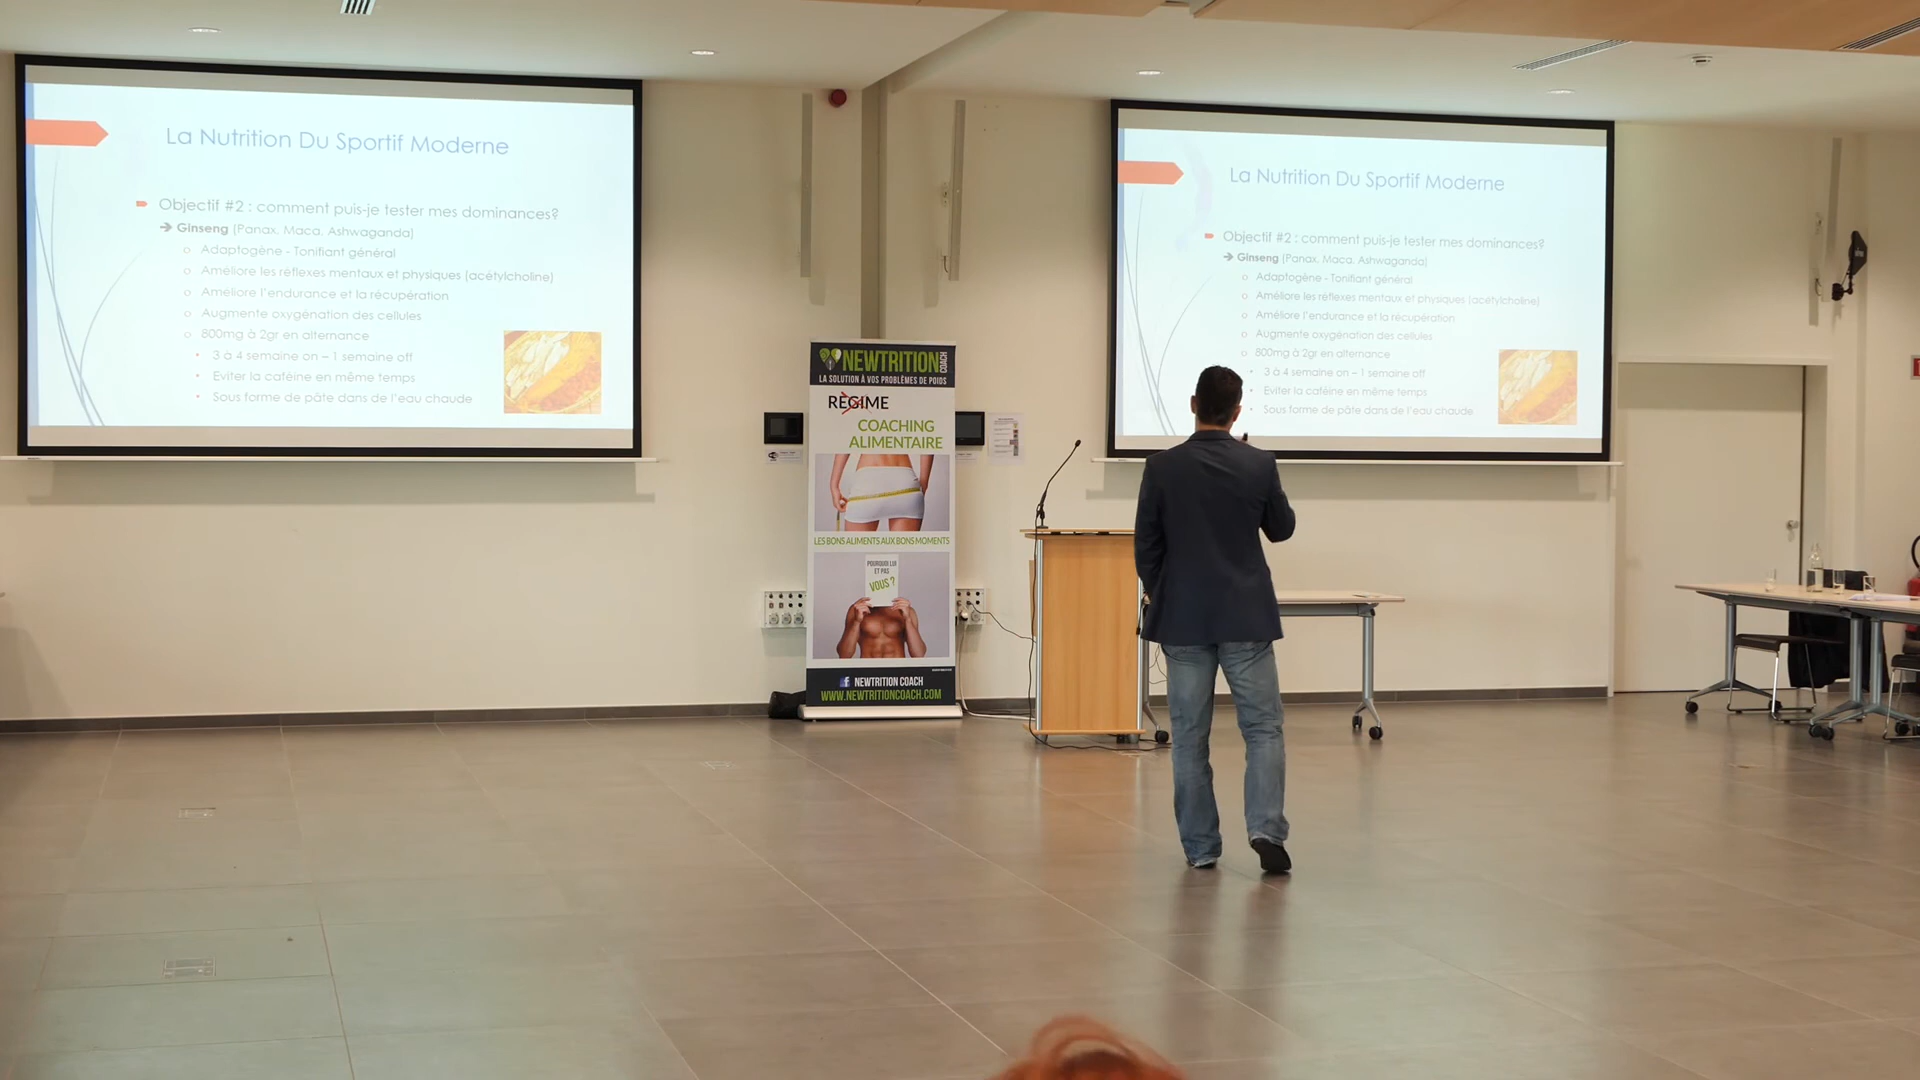 La Nutrition Du Sportif Moderne
Objectif #2 : comment puis-je tester mes dominances?
➔ Ginseng (Panax, Maca, Ashwaganda)
o Adaptogène - Tonifiant général
o Améliore les réflexes mentaux et physiques (acétylcholine)
o Améliore l'endurance et la récupération
o Augmente oxygénation des cellules
o 800mg à 2gr en alternance
• 3 à 4 semaine on – 1 semaine off
• Eviter la caféine en même temps
• Sous forme de pâte dans de l'eau chaude
NEWTRITION COACH
LA SOLUTION À VOS PROBLÈMES DE POIDS
RÉGIME
COACHING
ALIMENTAIRE
LES BONS ALIMENTS AUX BONS MOMENTS
POURQUOI LUI
ET PAS
VOUS ?
f NEWTRITION COACH
WWW.NEWTRITIONCOACH.COM
La Nutrition Du Sportif Moderne
Objectif #2 : comment puis-je tester mes dominances?
➔ Ginseng (Panax, Maca, Ashwaganda)
o Adaptogène - Tonifiant général
o Améliore les réflexes mentaux et physiques (acétylcholine)
o Améliore l'endurance et la récupération
o Augmente oxygénation des cellules
o 800mg à 2gr en alternance
• 3 à 4 semaine on – 1 semaine off
• Eviter la caféine en même temps
• Sous forme de pâte dans de l'eau chaude